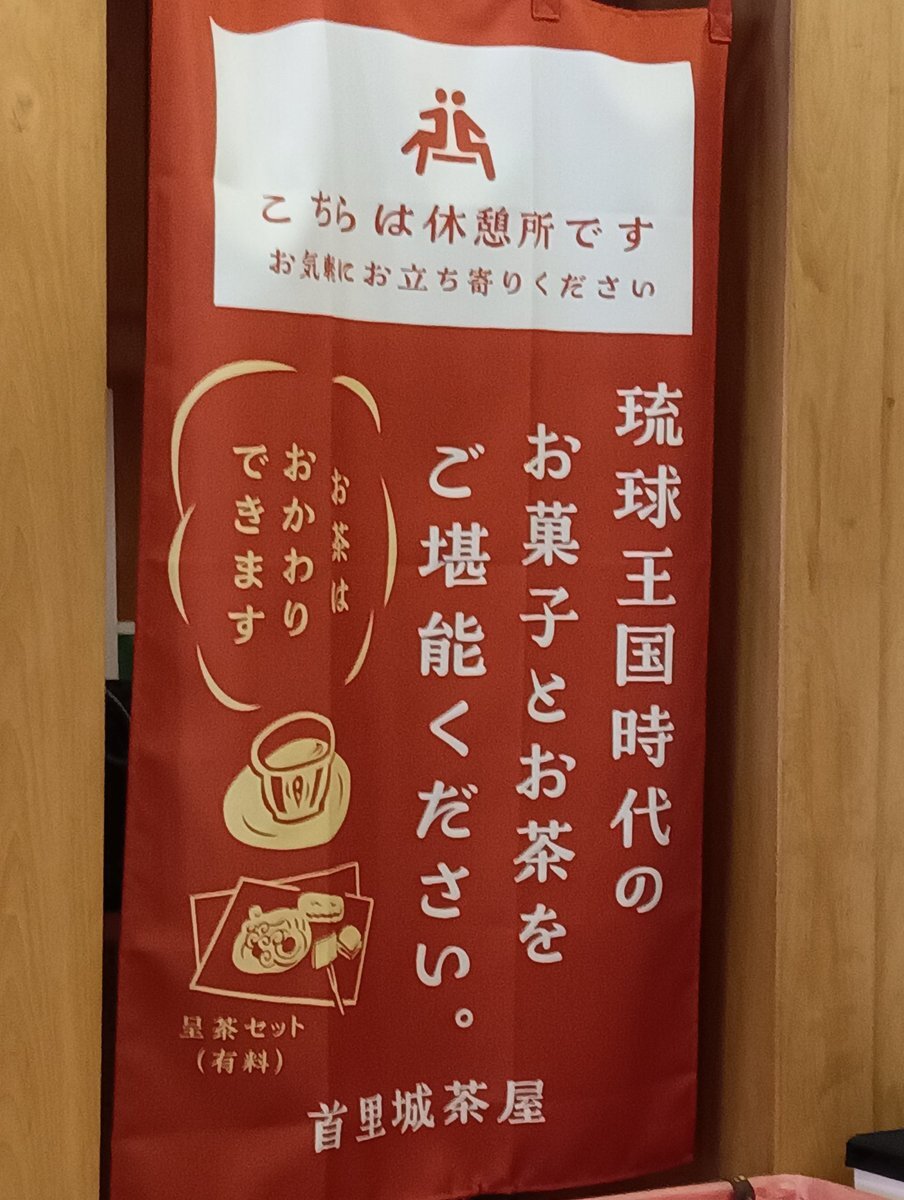 こちらは休憩所です
お気軽にお立ち寄りください
琉球王国時代の
お菓子とお茶を
ご堪能ください。
お茶は
おかわり
できます
呈茶セット
(有料)
首里城茶屋